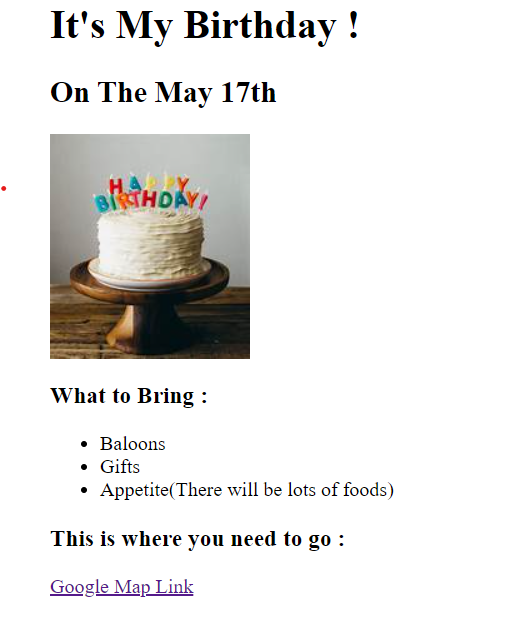 It's My Birthday !
On The May 17th
HAPPY
BIRTHDAY!
What to Bring :
Baloons
Gifts
Appetite(There will be lots of foods)
This is where you need to go :
Google Map Link